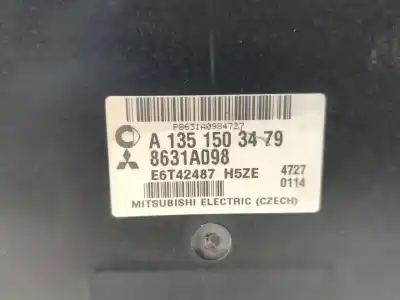 P8631A0984727
A 135 150 34 79
8631A098
E6T42487 H5ZE 4727
0114
MITSUBISHI ELECTRIC (CZECH)